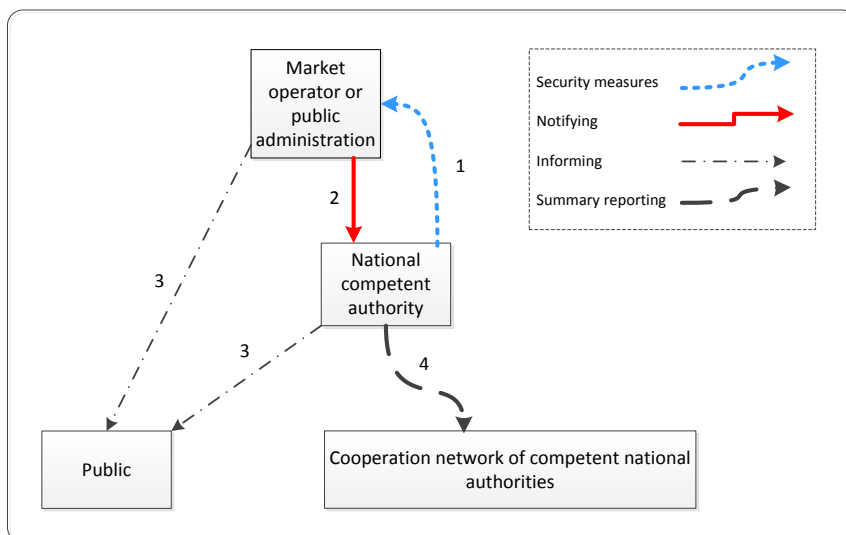 Market
operator or
public
administration
Security measures
Notifying
Informing
Summary reporting
1
2
3
National
competent
authority
3
4
Public
Cooperation network of competent national
authorities